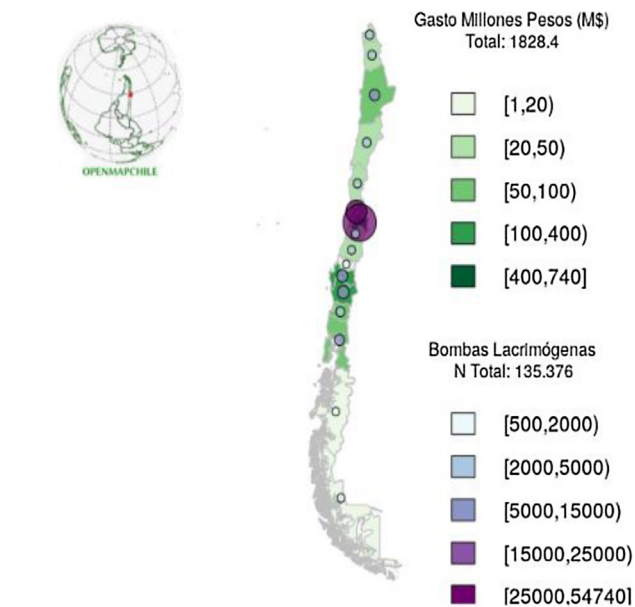 Gasto Millones Pesos (M$)
Total: 1828.4
[1,20)
[20,50)
[50,100)
[100,400)
[400,740]
OPENMAPCHILE
Bombas Lacrimógenas
N Total: 135.376
[500,2000)
[2000,5000)
[5000,15000)
[15000,25000)
[25000,54740]